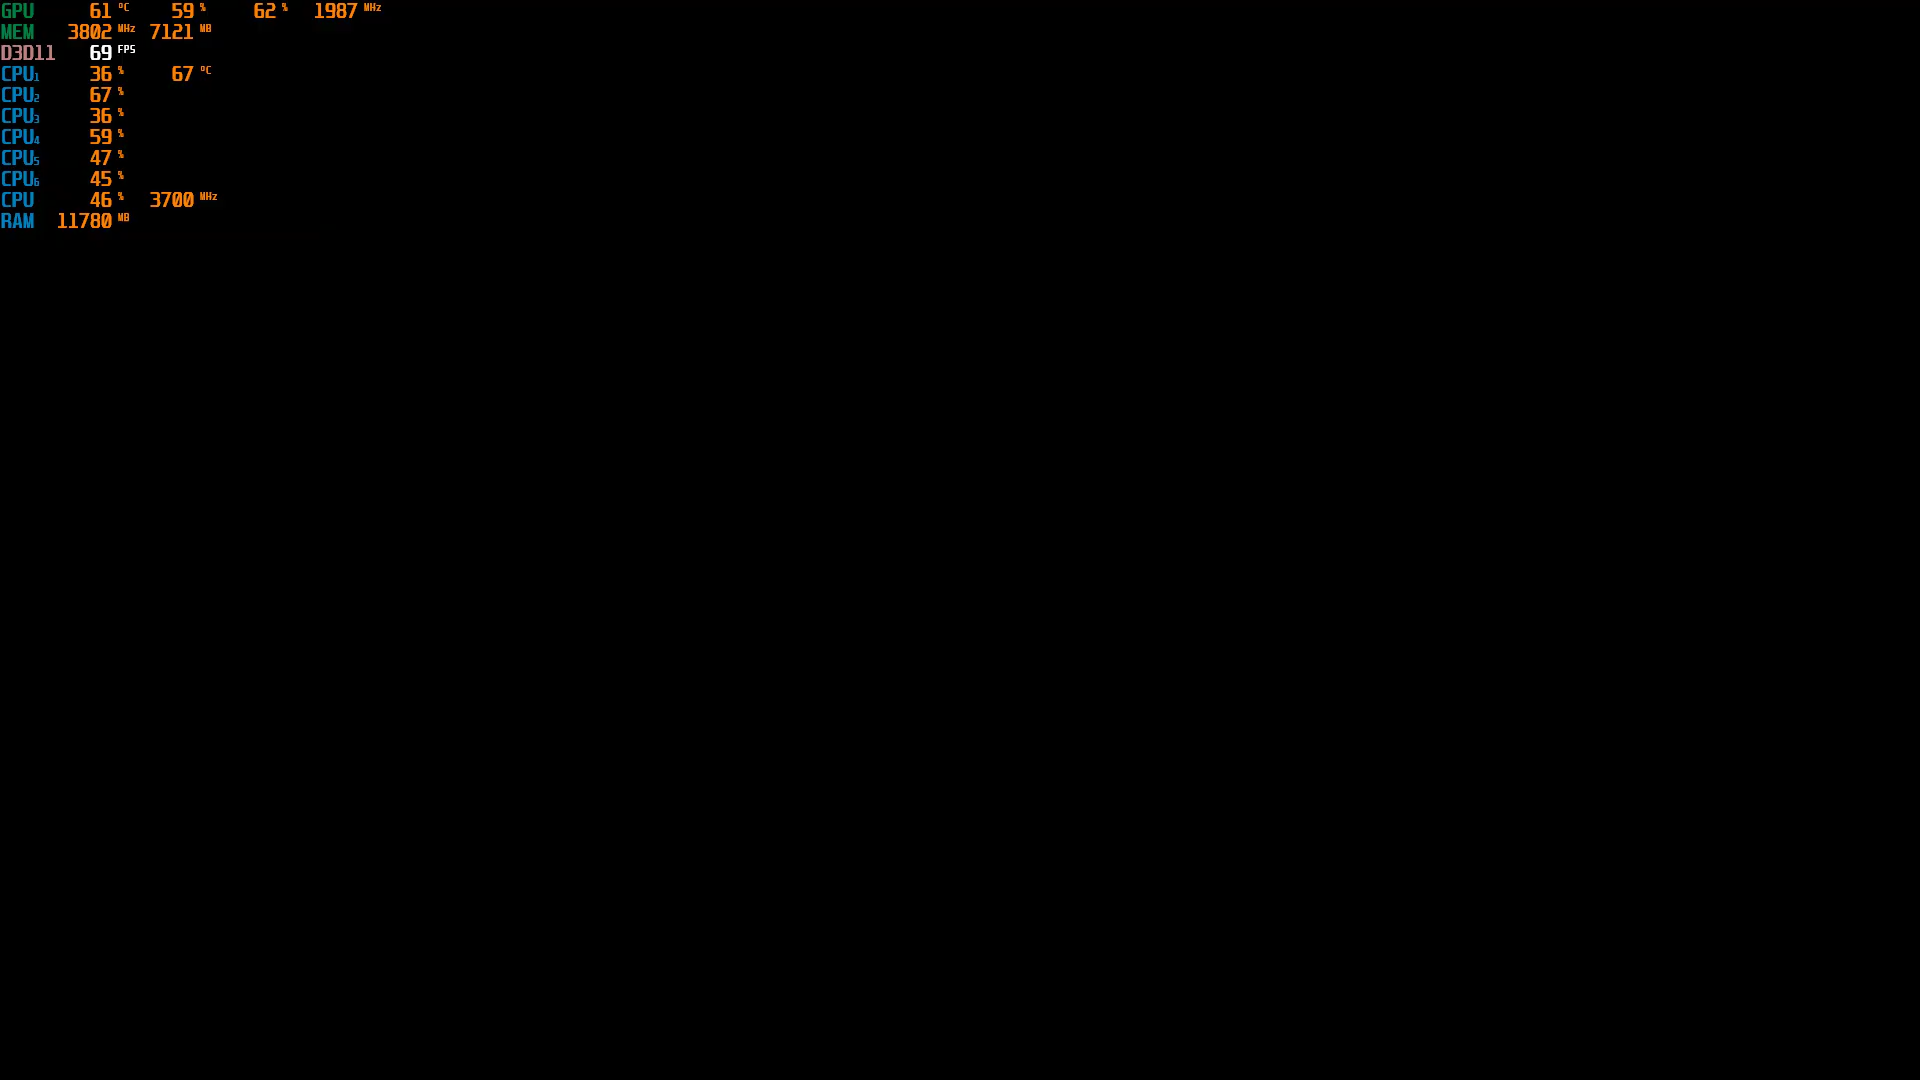 GPU 61 °C 59 % 62 % 1987 MHz
MEM 3802 MHz 7121 MB
D3D11 69 FPS
CPU1 36 % 67 °C
CPU2 67 %
CPU3 36 %
CPU4 59 %
CPU5 47 %
CPU6 45 %
CPU 46 % 3700 MHz
RAM 11780 MB